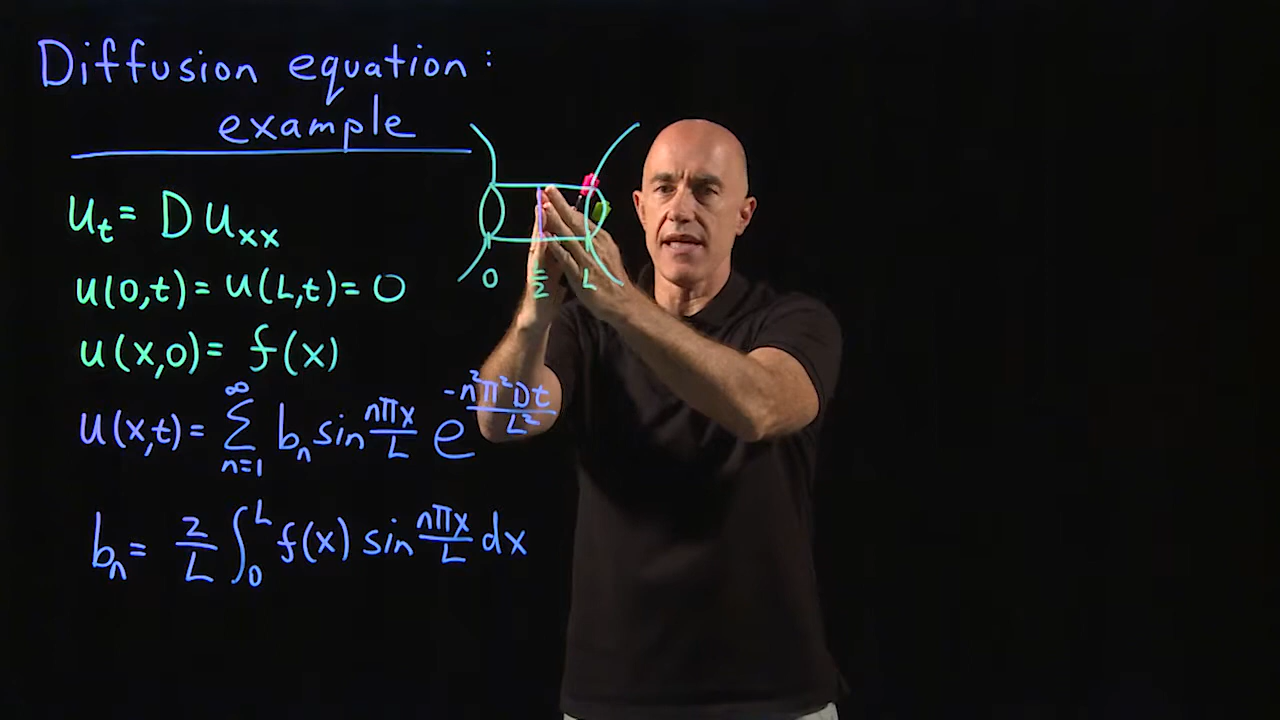 Diffusion equation:
example
u_t = D u_xx
u(0,t) = u(L,t) = 0
u(x,0) = f(x)
u(x,t) = ∑_{n=1}^{∞} b_n sin nπx/L e^{-n²π²Dt/L²}
b_n = 2/L ∫_0^L f(x) sin nπx/L dx
0 L/2 L